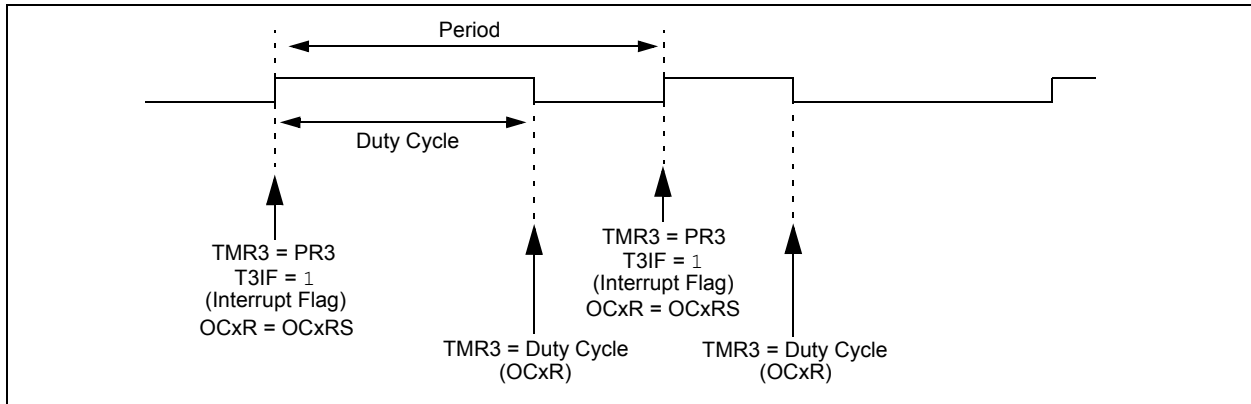 Period
Duty Cycle
TMR3 = PR3
T3IF = 1
(Interrupt Flag)
OCxR = OCxRS
TMR3 = Duty Cycle
(OCxR)
TMR3 = PR3
T3IF = 1
(Interrupt Flag)
OCxR = OCxRS
TMR3 = Duty Cycle
(OCxR)